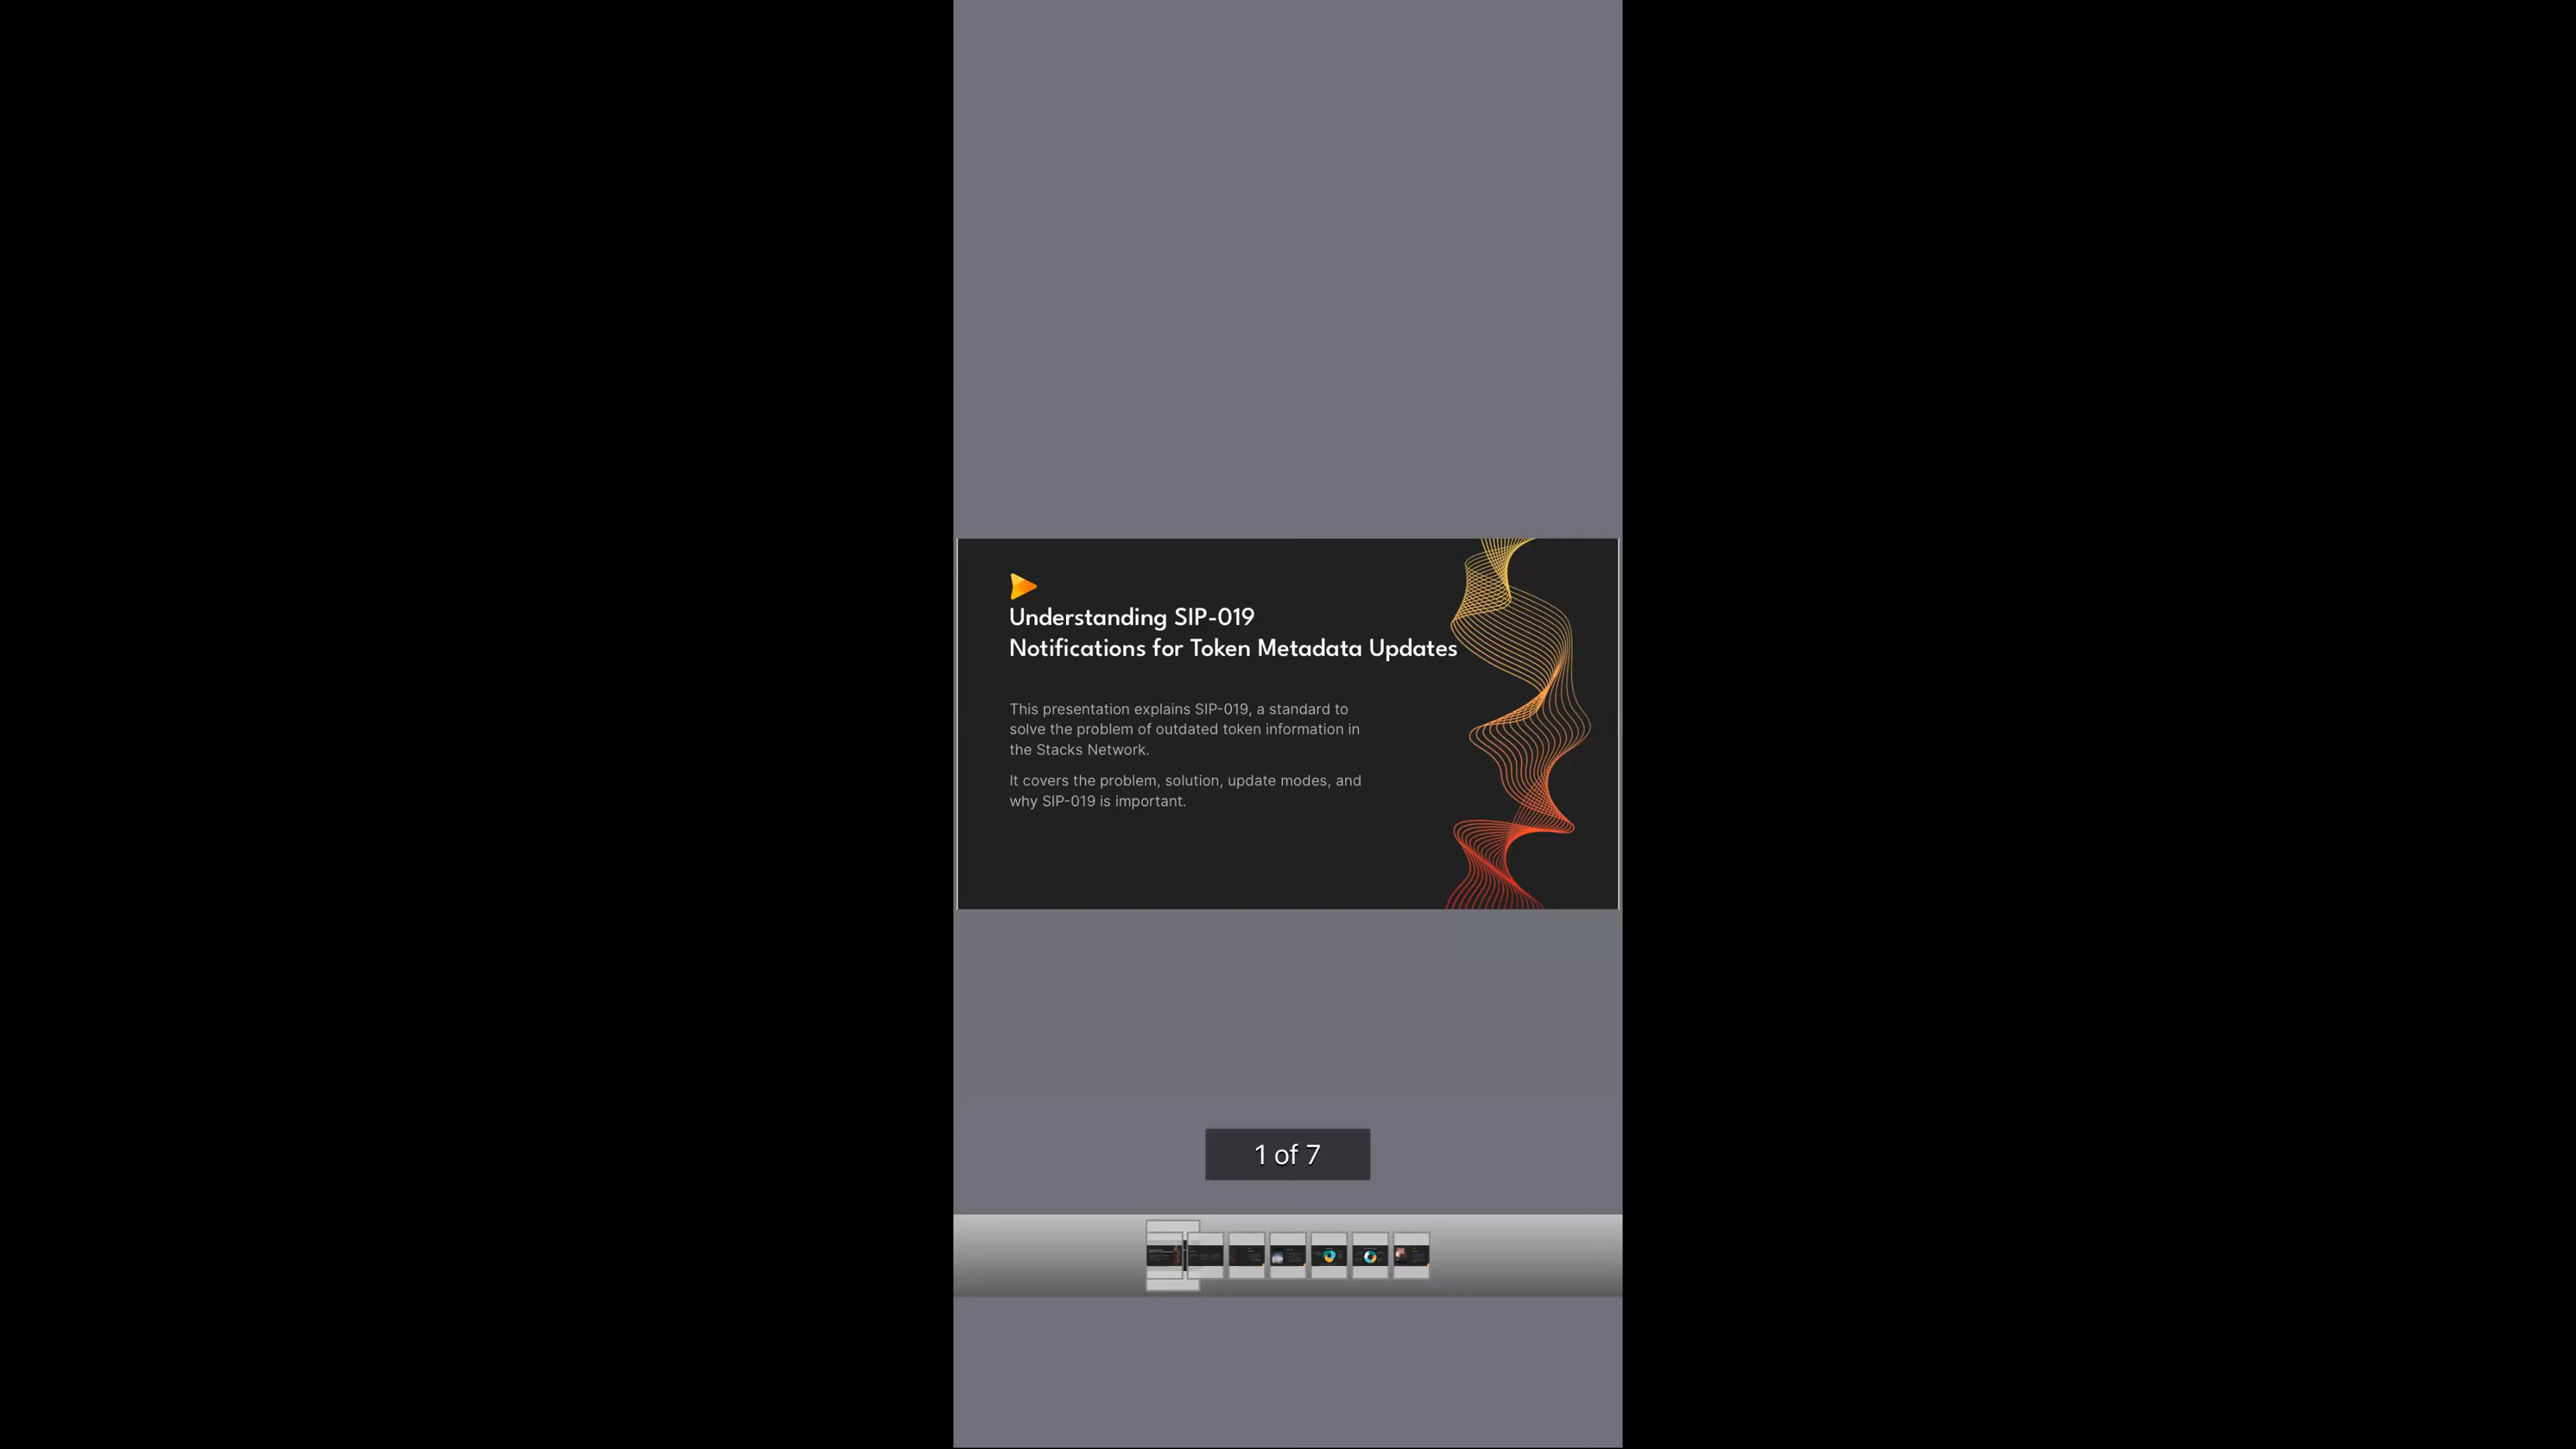 Understanding SIP-019
Notifications for Token Metadata Updates
This presentation explains SIP-019, a standard to
solve the problem of outdated token information in
the Stacks Network.
It covers the problem, solution, update modes, and
why SIP-019 is important.
1 of 7